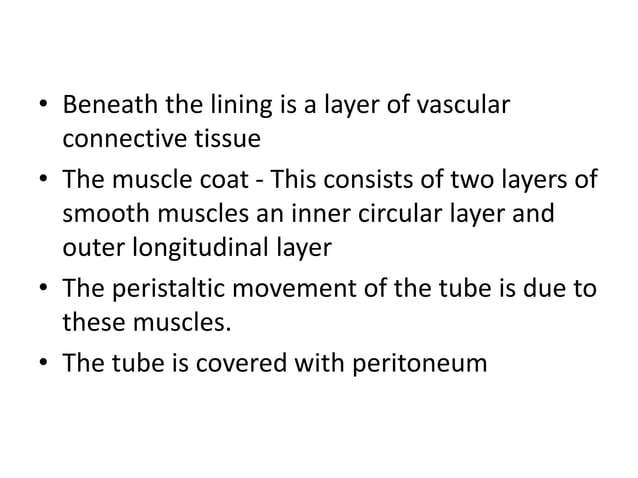 • Beneath the lining is a layer of vascular
connective tissue
• The muscle coat - This consists of two layers of
smooth muscles an inner circular layer and
outer longitudinal layer
• The peristaltic movement of the tube is due to
these muscles.
• The tube is covered with peritoneum